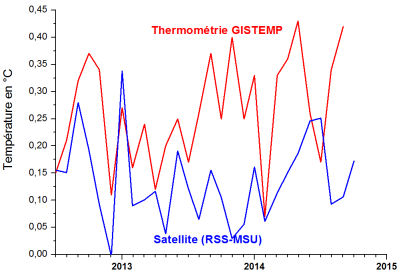 0,45
Thermométrie GISTEMP
0,40
0,35
0,30
0,25
0,20
0,15
0,10
0,05
Satellite (RSS-MSU)
0,00
2013 2014 2015
Température en °C